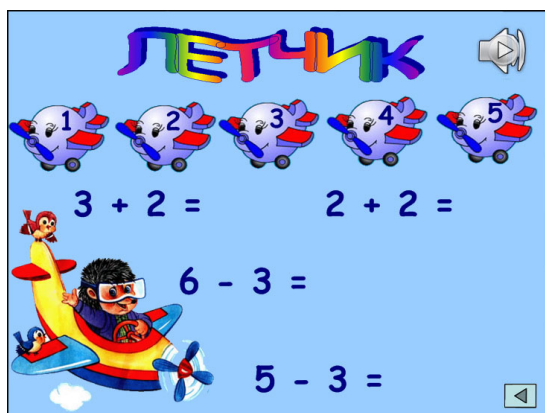 ЛЕТЧИК
1 2 3 4 5
3 + 2 = 2 + 2 =
6 - 3 =
5 - 3 =